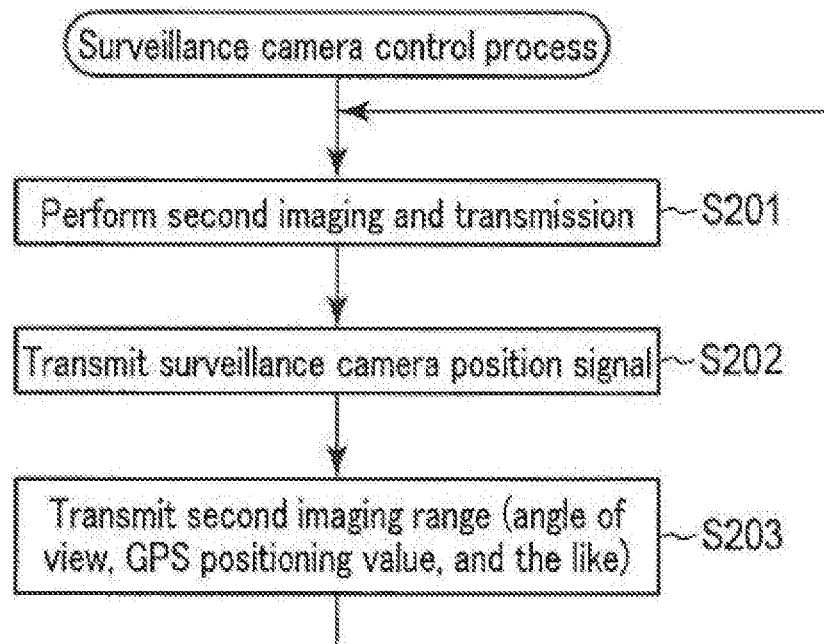 Surveillance camera control process
Perform second imaging and transmission
S201
Transmit surveillance camera position signal
S202
Transmit second imaging range (angle of
view, GPS positioning value, and the like)
S203